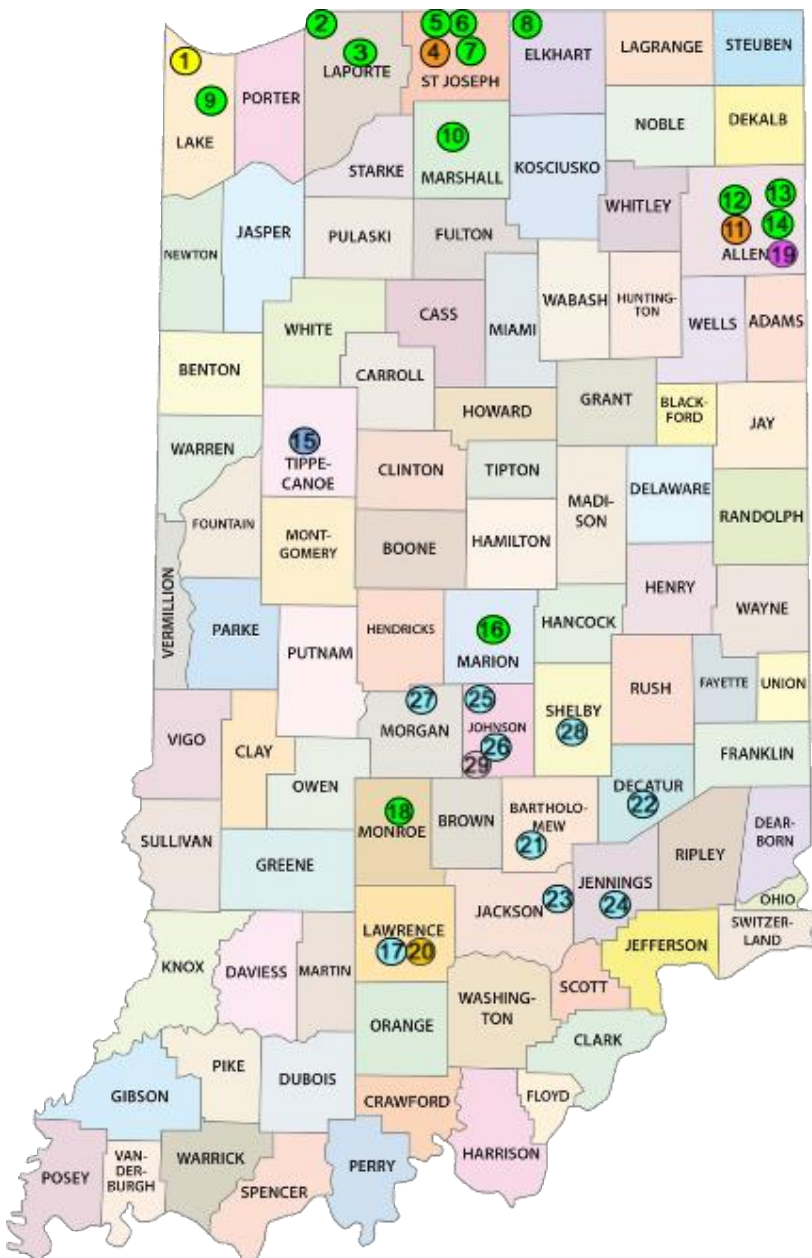 2
5
6
8
1
3
4
7
LAPORTE
ST JOSEPH
ELKHART
LAGRANGE
STEUBEN
9
PORTER
LAKE
10
NOBLE
DEKALB
STARKE
MARSHALL
KOSCIUSKO
12
13
WHITLEY
11
14
ALLEN
19
NEWTON
JASPER
PULASKI
FULTON
WHITE
CASS
MIAMI
WABASH
HUNTING-
TON
WELLS
ADAMS
BENTON
CARROLL
HOWARD
GRANT
BLACK-
FORD
JAY
WARREN
15
TIPPE-
CANOE
CLINTON
TIPTON
MADI-
SON
DELAWARE
RANDOLPH
FOUNTAIN
MONT-
GOMERY
BOONE
HAMILTON
VERMILLION
PARKE
PUTNAM
HENDRICKS
16
MARION
HANCOCK
HENRY
WAYNE
27
MORGAN
25
JOHNSON
26
29
SHELBY
28
RUSH
FAYETTE
UNION
VIGO
CLAY
OWEN
FRANKLIN
DECATUR
22
18
MONROE
BROWN
BARTHOLO-
MEW
21
SULLIVAN
GREENE
RIPLEY
DEAR-
BORN
JENNINGS
24
OHIO
LAWRENCE
17
20
JACKSON
23
SWITZER-
LAND
JEFFERSON
KNOX
DAVIESS
MARTIN
WASHING-
TON
SCOTT
ORANGE
CLARK
PIKE
DUBOIS
GIBSON
CRAWFORD
FLOYD
HARRISON
POSEY
VAN-
DER-
BURGH
WARRICK
SPENCER
PERRY